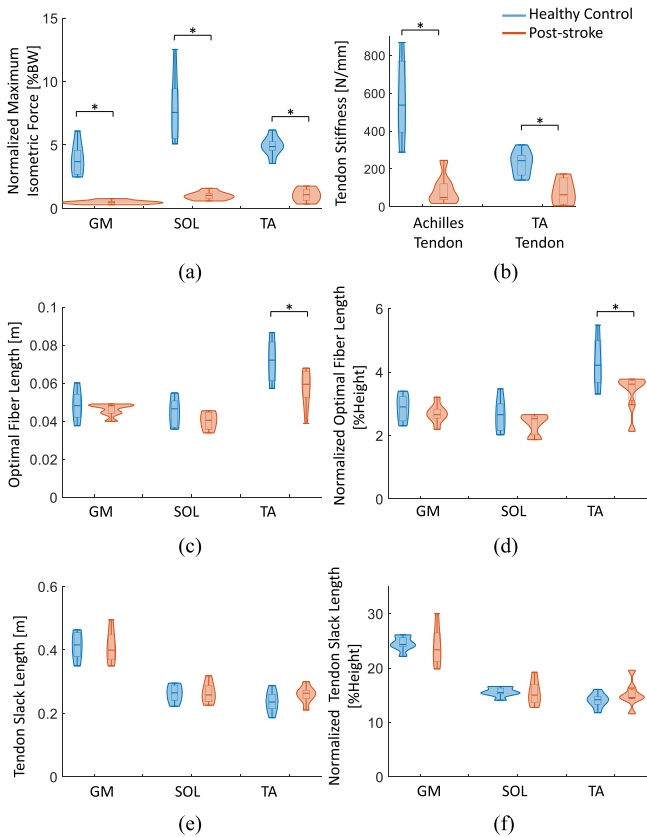 Healthy Control
Post-stroke
Normalized Maximum
Isometric Force [%BW]
15
10
5
0
*
*
*
GM
SOL
TA
(a)
Tendon Stiffness [N/mm]
800
600
400
200
0
*
*
Achilles
Tendon
TA
Tendon
(b)
Optimal Fiber Length [m]
0.1
0.08
0.06
0.04
0.02
0
*
GM
SOL
TA
(c)
Normalized Optimal Fiber Length
[%Height]
6
4
2
0
*
GM
SOL
TA
(d)
Tendon Slack Length [m]
0.6
0.4
0.2
0
GM
SOL
TA
(e)
Normalized Tendon Slack Length
[%Height]
30
20
10
0
GM
SOL
TA
(f)